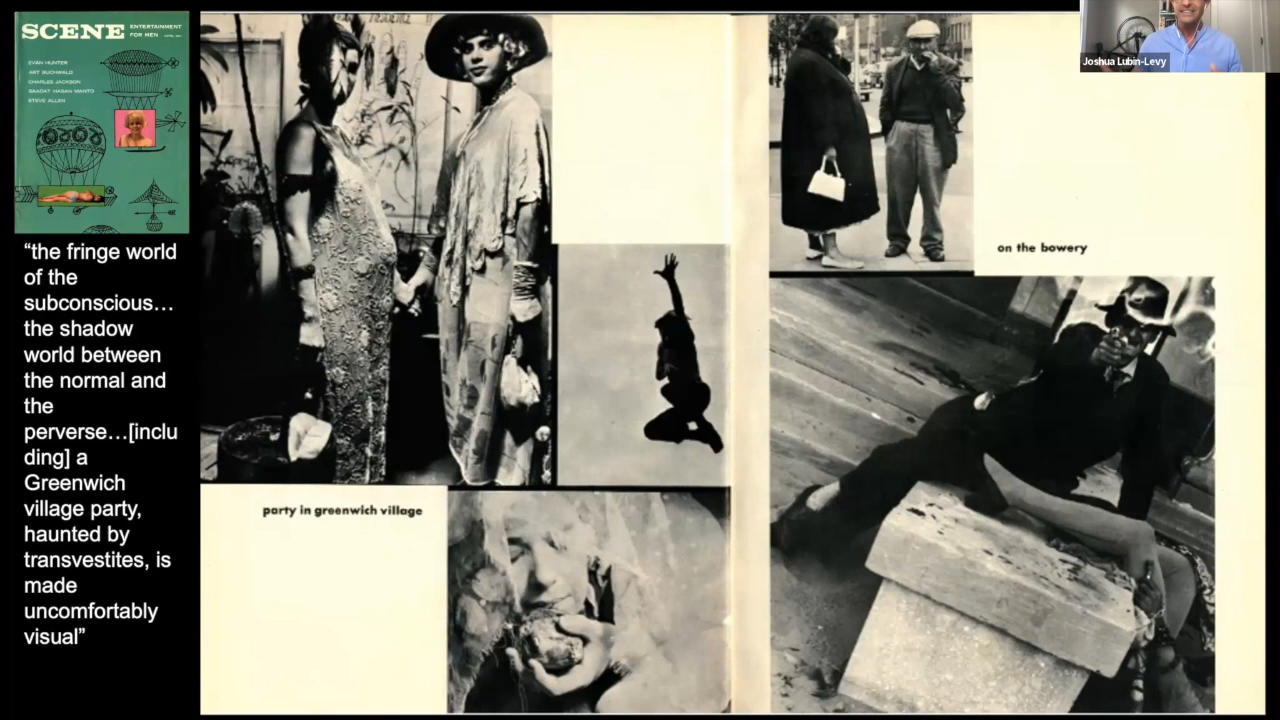 SCENE
ENTERTAINMENT
FOR MEN
EVAN HUNTER
ART BUCHWALD
CHARLES JACKSON
SAADAT HASAN MANTO
STEVE ALLEN
“the fringe world
of the
subconscious…
the shadow
world between
the normal and
the
perverse…[inclu
ding] a
Greenwich
village party,
haunted by
transvestites, is
made
uncomfortably
visual”
party in greenwich village
on the bowery
Joshua Lubin-Levy